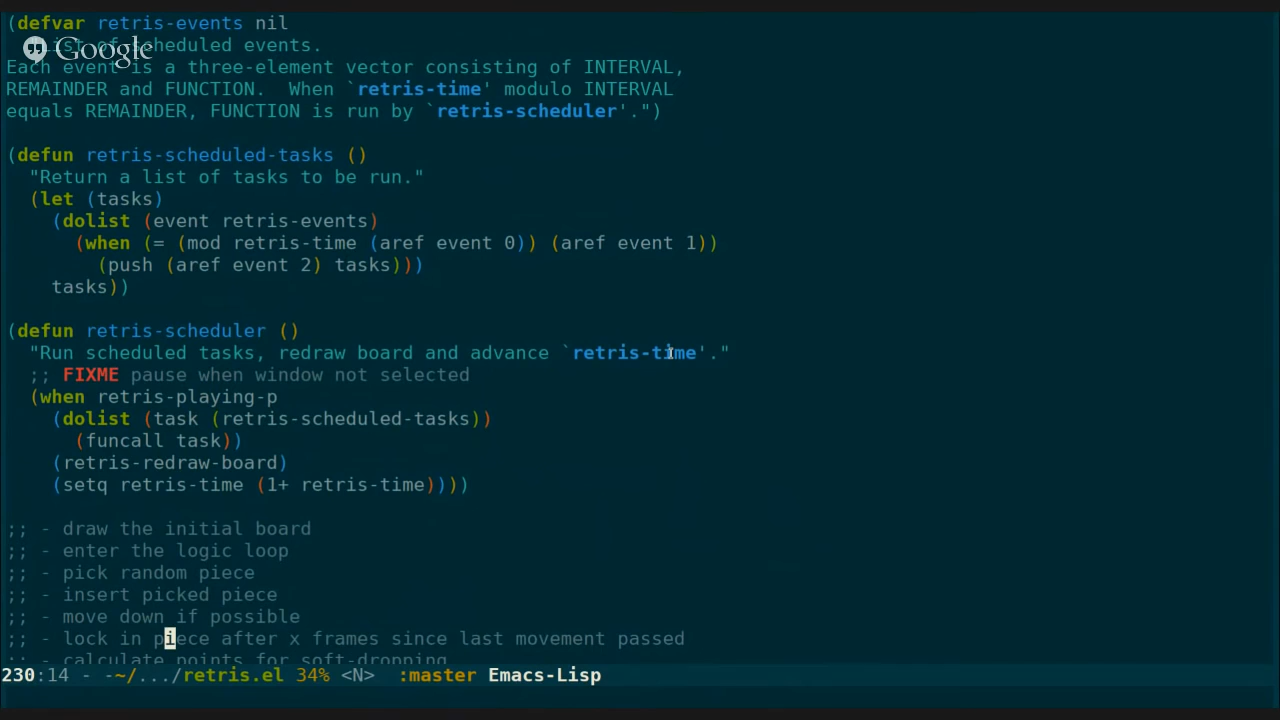 (defvar retris-events nil
List of scheduled events.
Google
Each event is a three-element vector consisting of INTERVAL,
REMAINDER and FUNCTION.  When `retris-time' modulo INTERVAL
equals REMAINDER, FUNCTION is run by `retris-scheduler'.")
(defun retris-scheduled-tasks ()
"Return a list of tasks to be run."
(let (tasks)
(dolist (event retris-events)
(when (= (mod retris-time (aref event 0)) (aref event 1))
(push (aref event 2) tasks)))
tasks))
(defun retris-scheduler ()
"Run scheduled tasks, redraw board and advance `retris-time'."
;; FIXME pause when window not selected
(when retris-playing-p
(dolist (task (retris-scheduled-tasks))
(funcall task))
(retris-redraw-board)
(setq retris-time (1+ retris-time))))
;; - draw the initial board
;; - enter the logic loop
;; - pick random piece
;; - insert picked piece
;; - move down if possible
;; - lock in piece after x frames since last movement passed
;; - calculate points for soft-dropping
230:14 - -~/.../retris.el 34% <N>  :master Emacs-Lisp